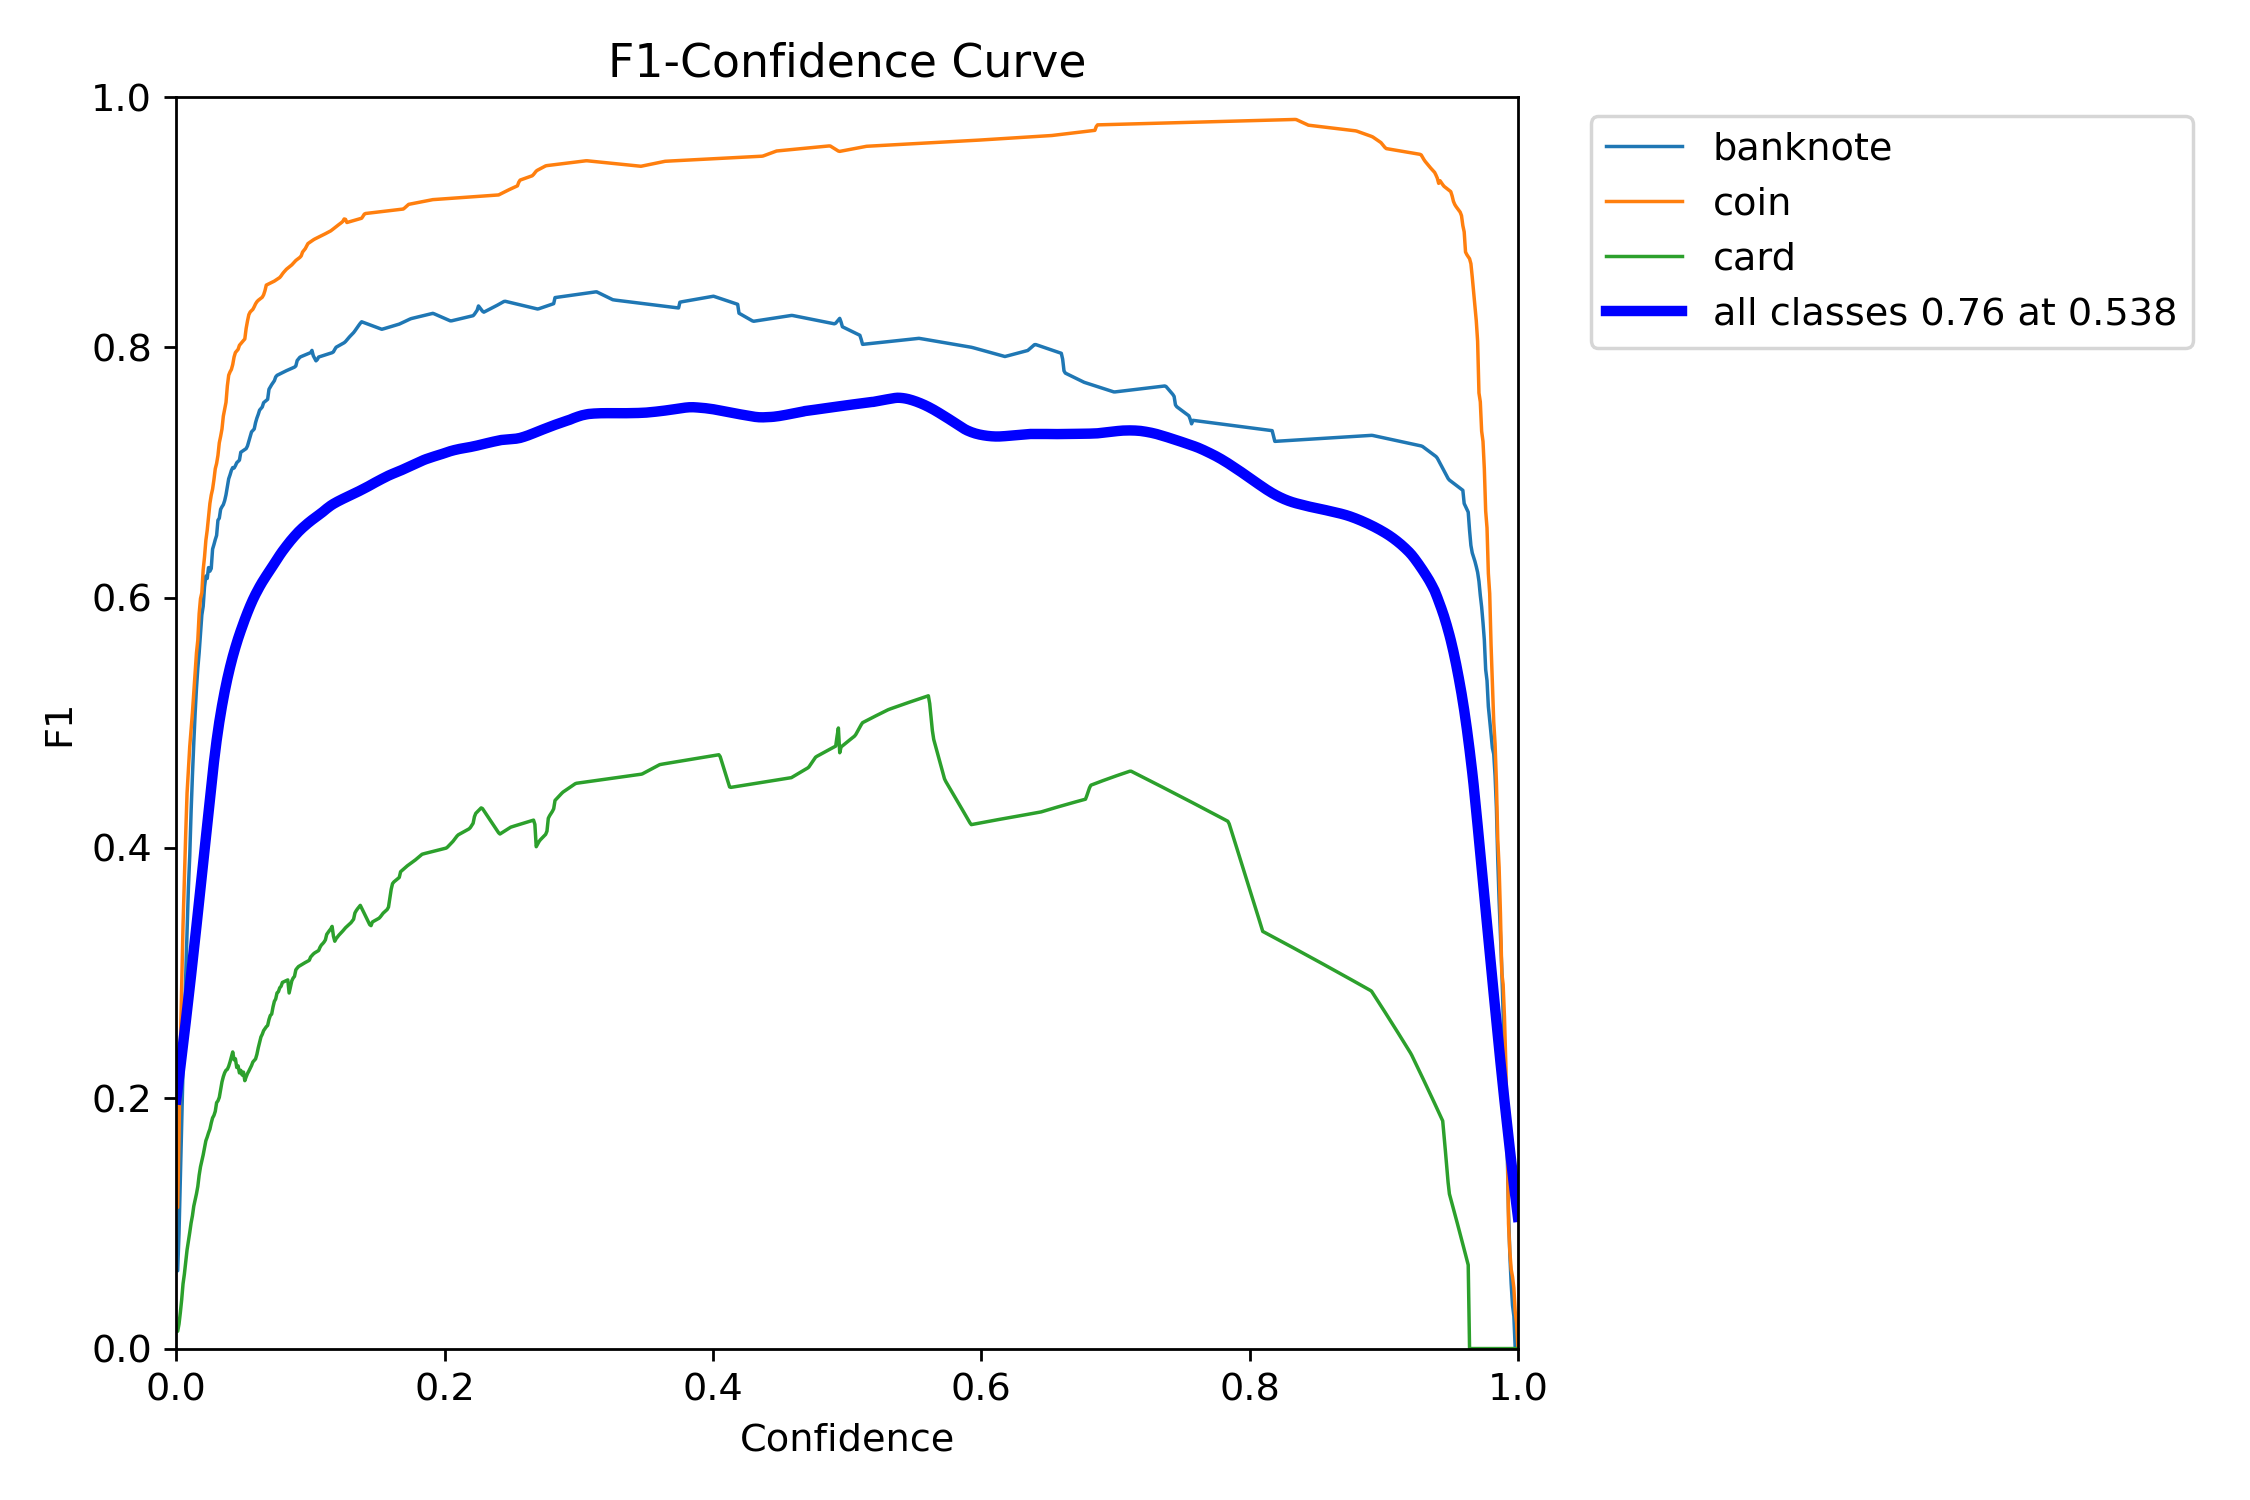 F1-Confidence Curve
banknote
coin
card
all classes 0.76 at 0.538
F1
1.0
0.8
0.6
0.4
0.2
0.0
0.0 0.2 0.4 0.6 0.8 1.0
Confidence